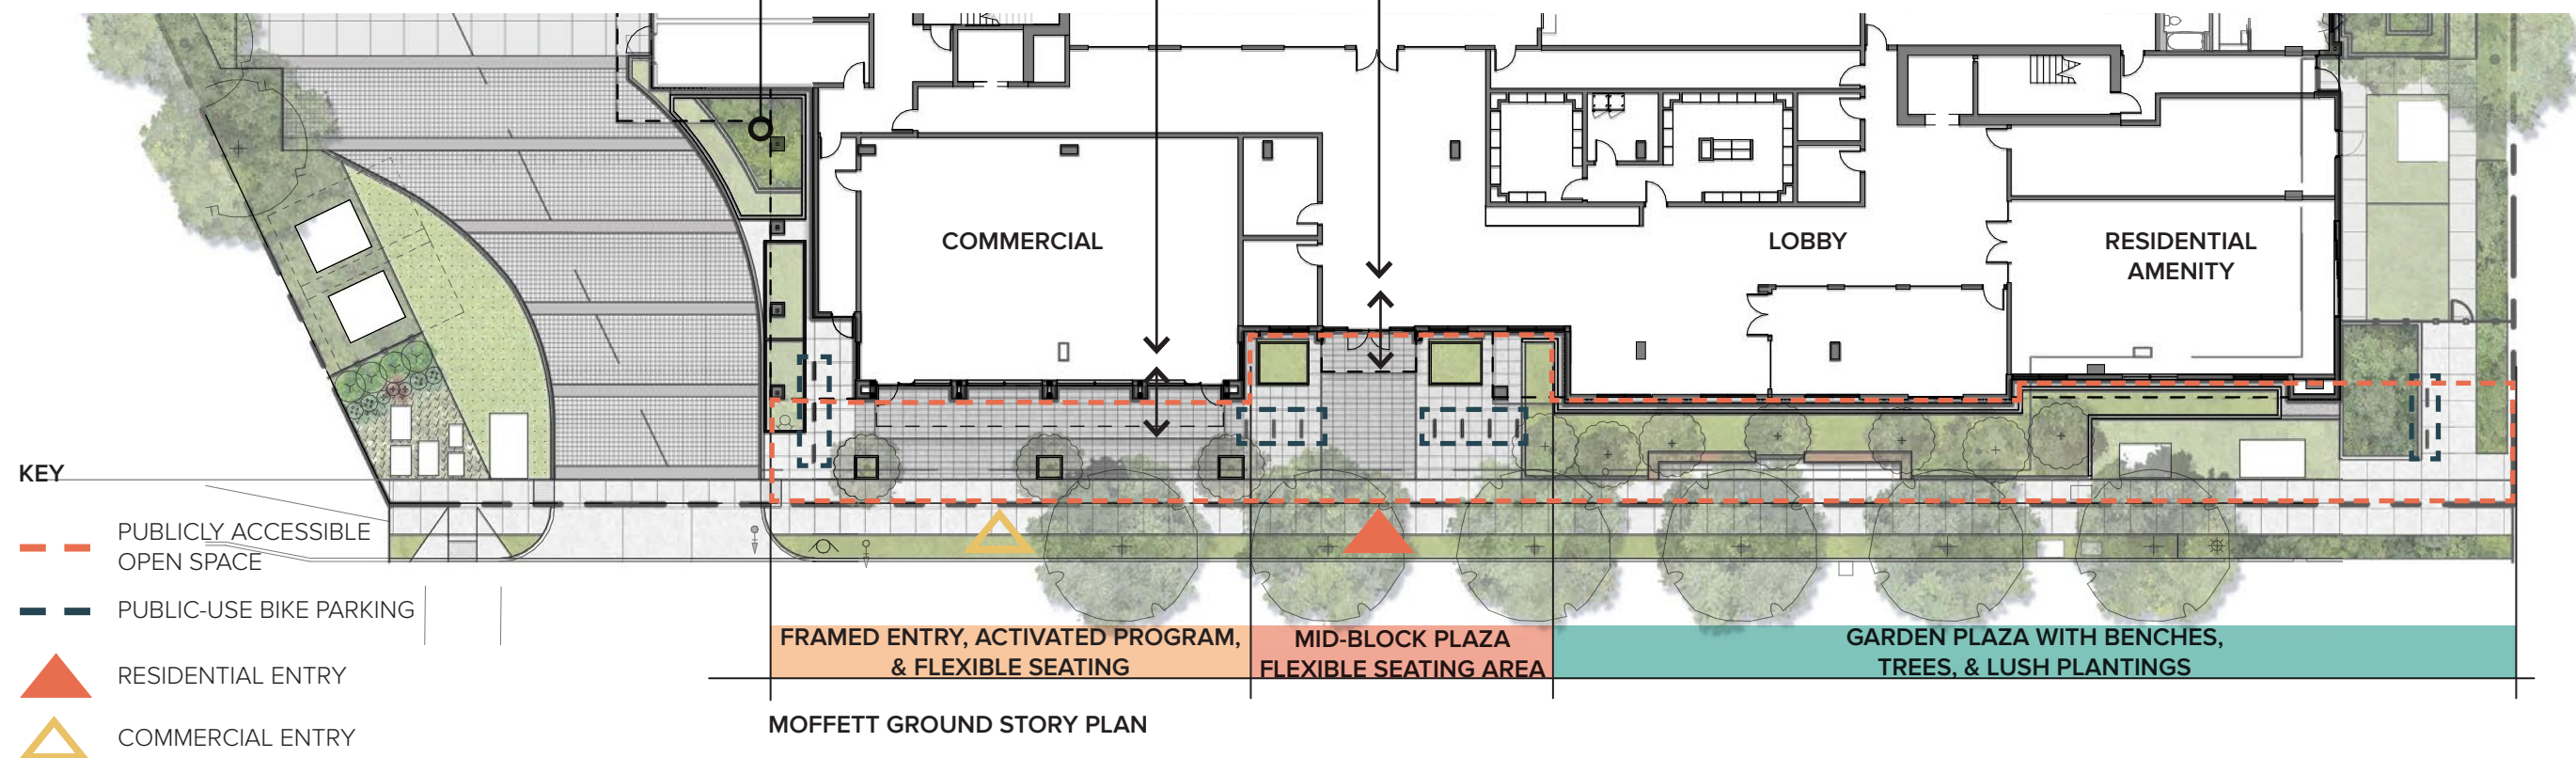 COMMERCIAL
LOBBY
RESIDENTIAL
AMENITY
KEY
PUBLICLY ACCESSIBLE
OPEN SPACE
PUBLIC-USE BIKE PARKING
RESIDENTIAL ENTRY
COMMERCIAL ENTRY
FRAMED ENTRY, ACTIVATED PROGRAM,
& FLEXIBLE SEATING
MID-BLOCK PLAZA
FLEXIBLE SEATING AREA
GARDEN PLAZA WITH BENCHES,
TREES, & LUSH PLANTINGS
MOFFETT GROUND STORY PLAN